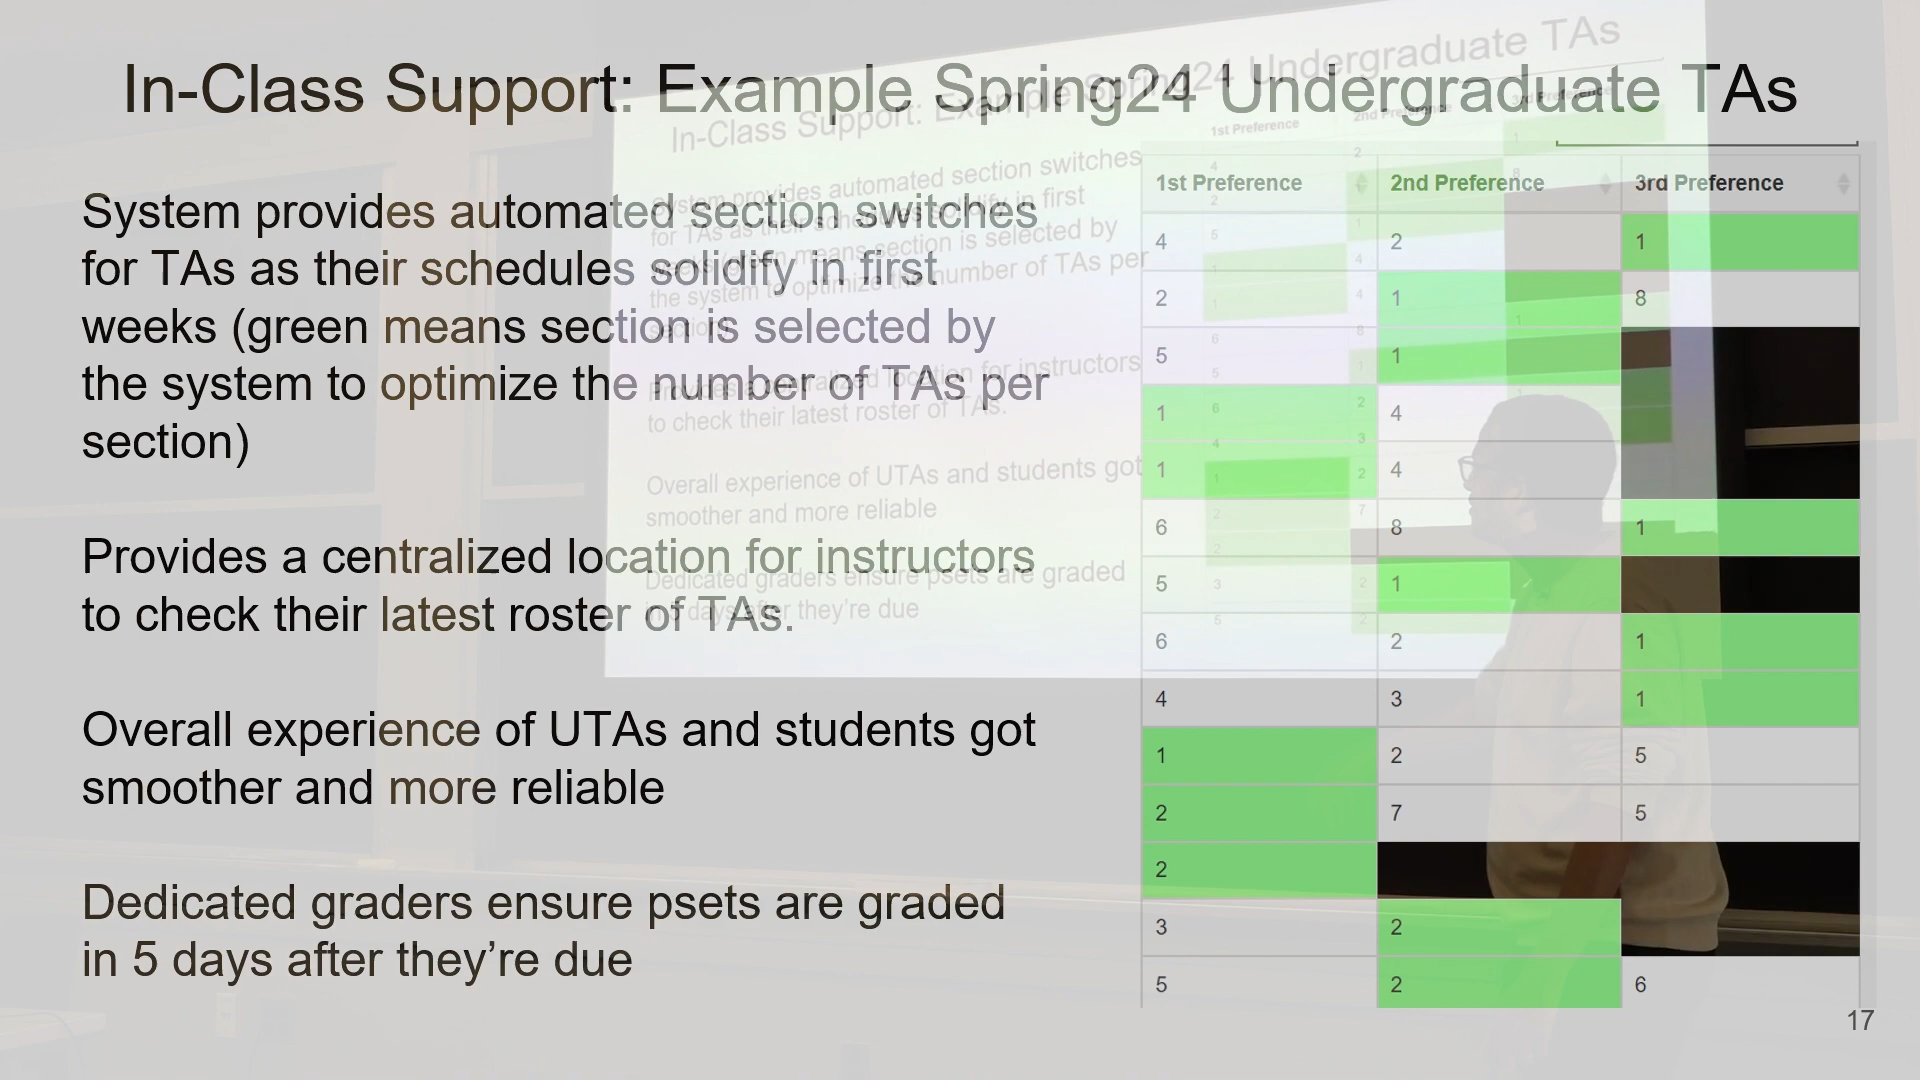 In-Class Support: Example Spring24 Undergraduate TAs
System provides automated section switches
for TAs as their schedules solidify in first
weeks (green means section is selected by
the system to optimize the number of TAs per
section)
Provides a centralized location for instructors
to check their latest roster of TAs.
Overall experience of UTAs and students got
smoother and more reliable
Dedicated graders ensure psets are graded
in 5 days after they're due
1st Preference 2nd Preference 3rd Preference
4 2 1
2 1 8
5 1
1 4
1 4
6 8 1
5 1
6 2 1
4 3 1
1 2 5
2 7 5
2
3 2
5 2 6
17